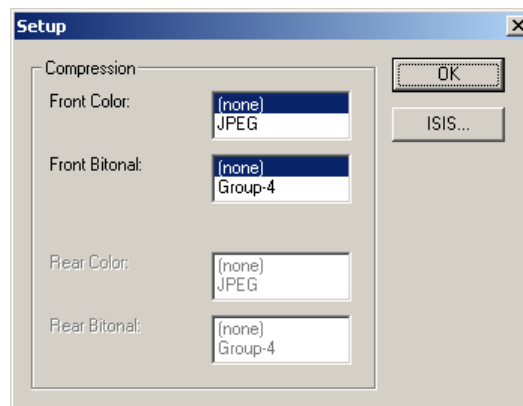 Setup
Compression
Front Color:
(none)
JPEG
Front Bitonal:
(none)
Group-4
Rear Color:
(none)
JPEG
Rear Bitonal:
(none)
Group-4
OK
ISIS...